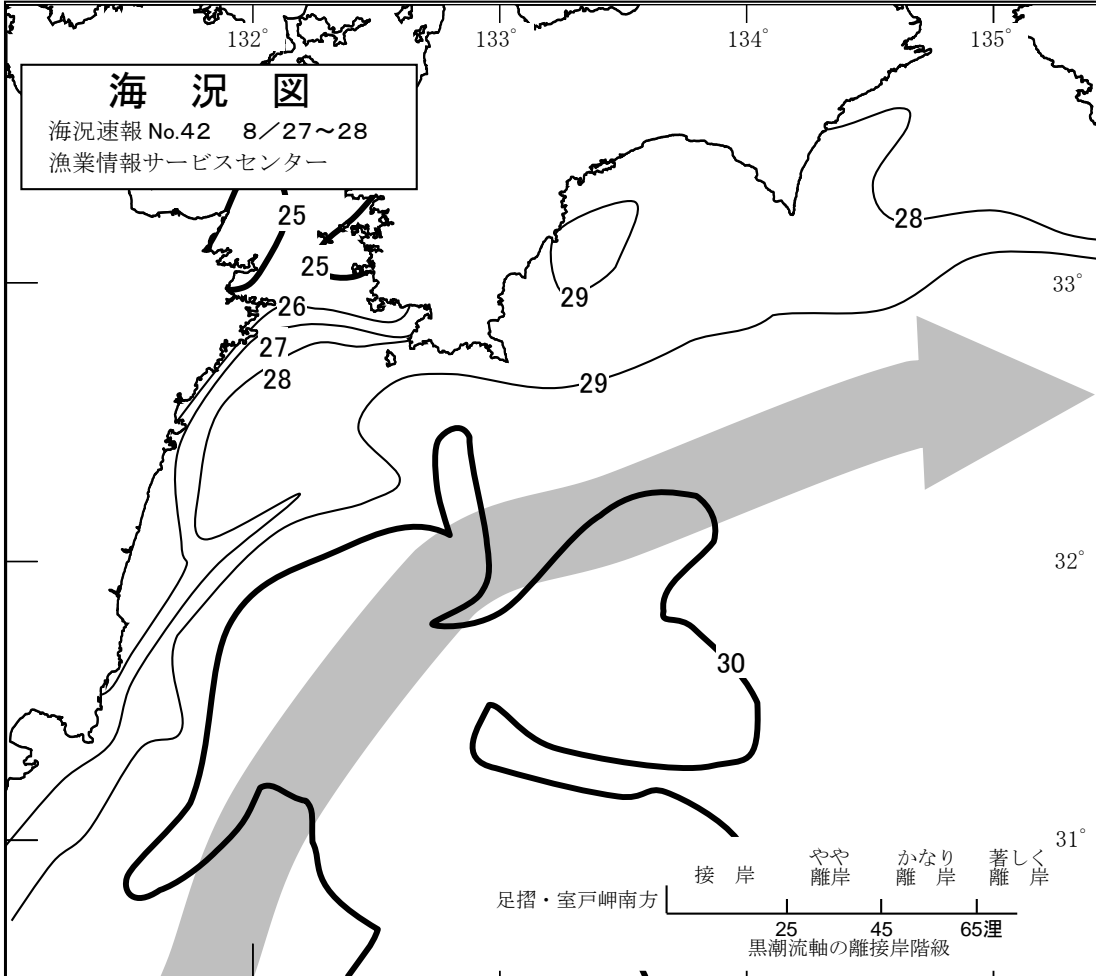 132°
133°
134°
135°
海 況 図
海況速報 No.42 8／27～28
漁業情報サービスセンター
25
25
26
27
28
29
28
29
33°
32°
30
31°
接 岸
やや
離岸
かなり
離 岸
著しく
離 岸
足摺・室戸岬南方
25
45
65浬
黒潮流軸の離接岸階級